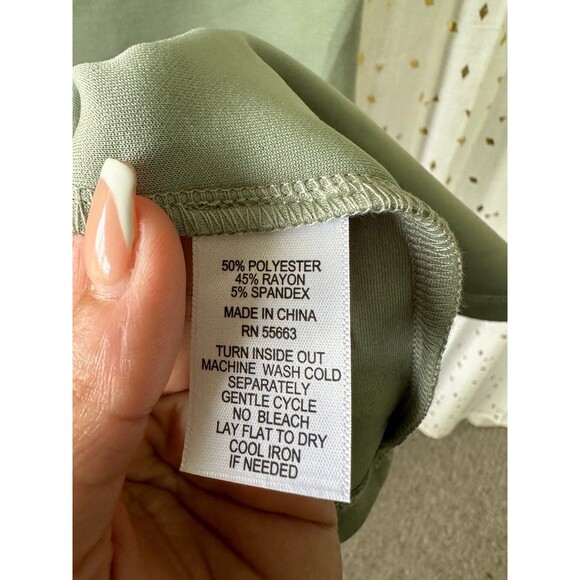 50% POLYESTER
45% RAYON
5% SPANDEX
MADE IN CHINA
RN 55663
TURN INSIDE OUT
MACHINE WASH COLD
SEPARATELY
GENTLE CYCLE
NO BLEACH
LAY FLAT TO DRY
COOL IRON
IF NEEDED